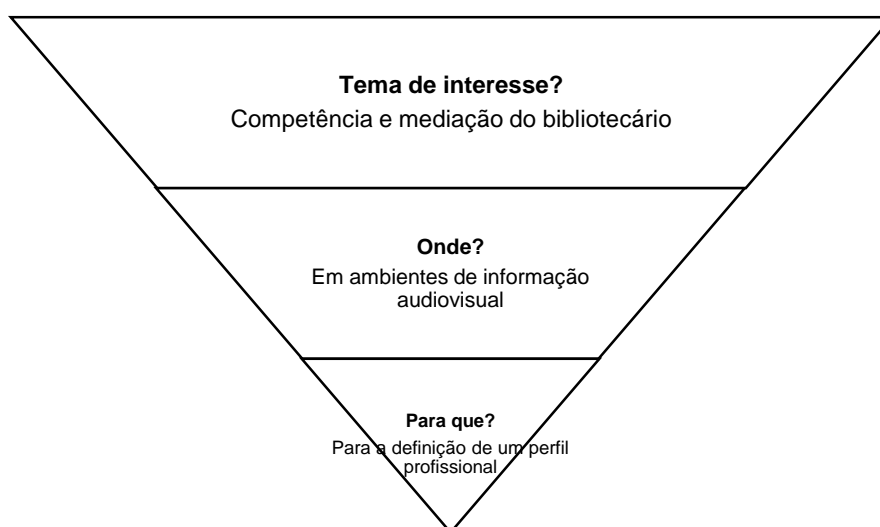 Tema de interesse?
Competência e mediação do bibliotecário
Onde?
Em ambientes de informação
audiovisual
Para que?
Para a definição de um perfil
profissional